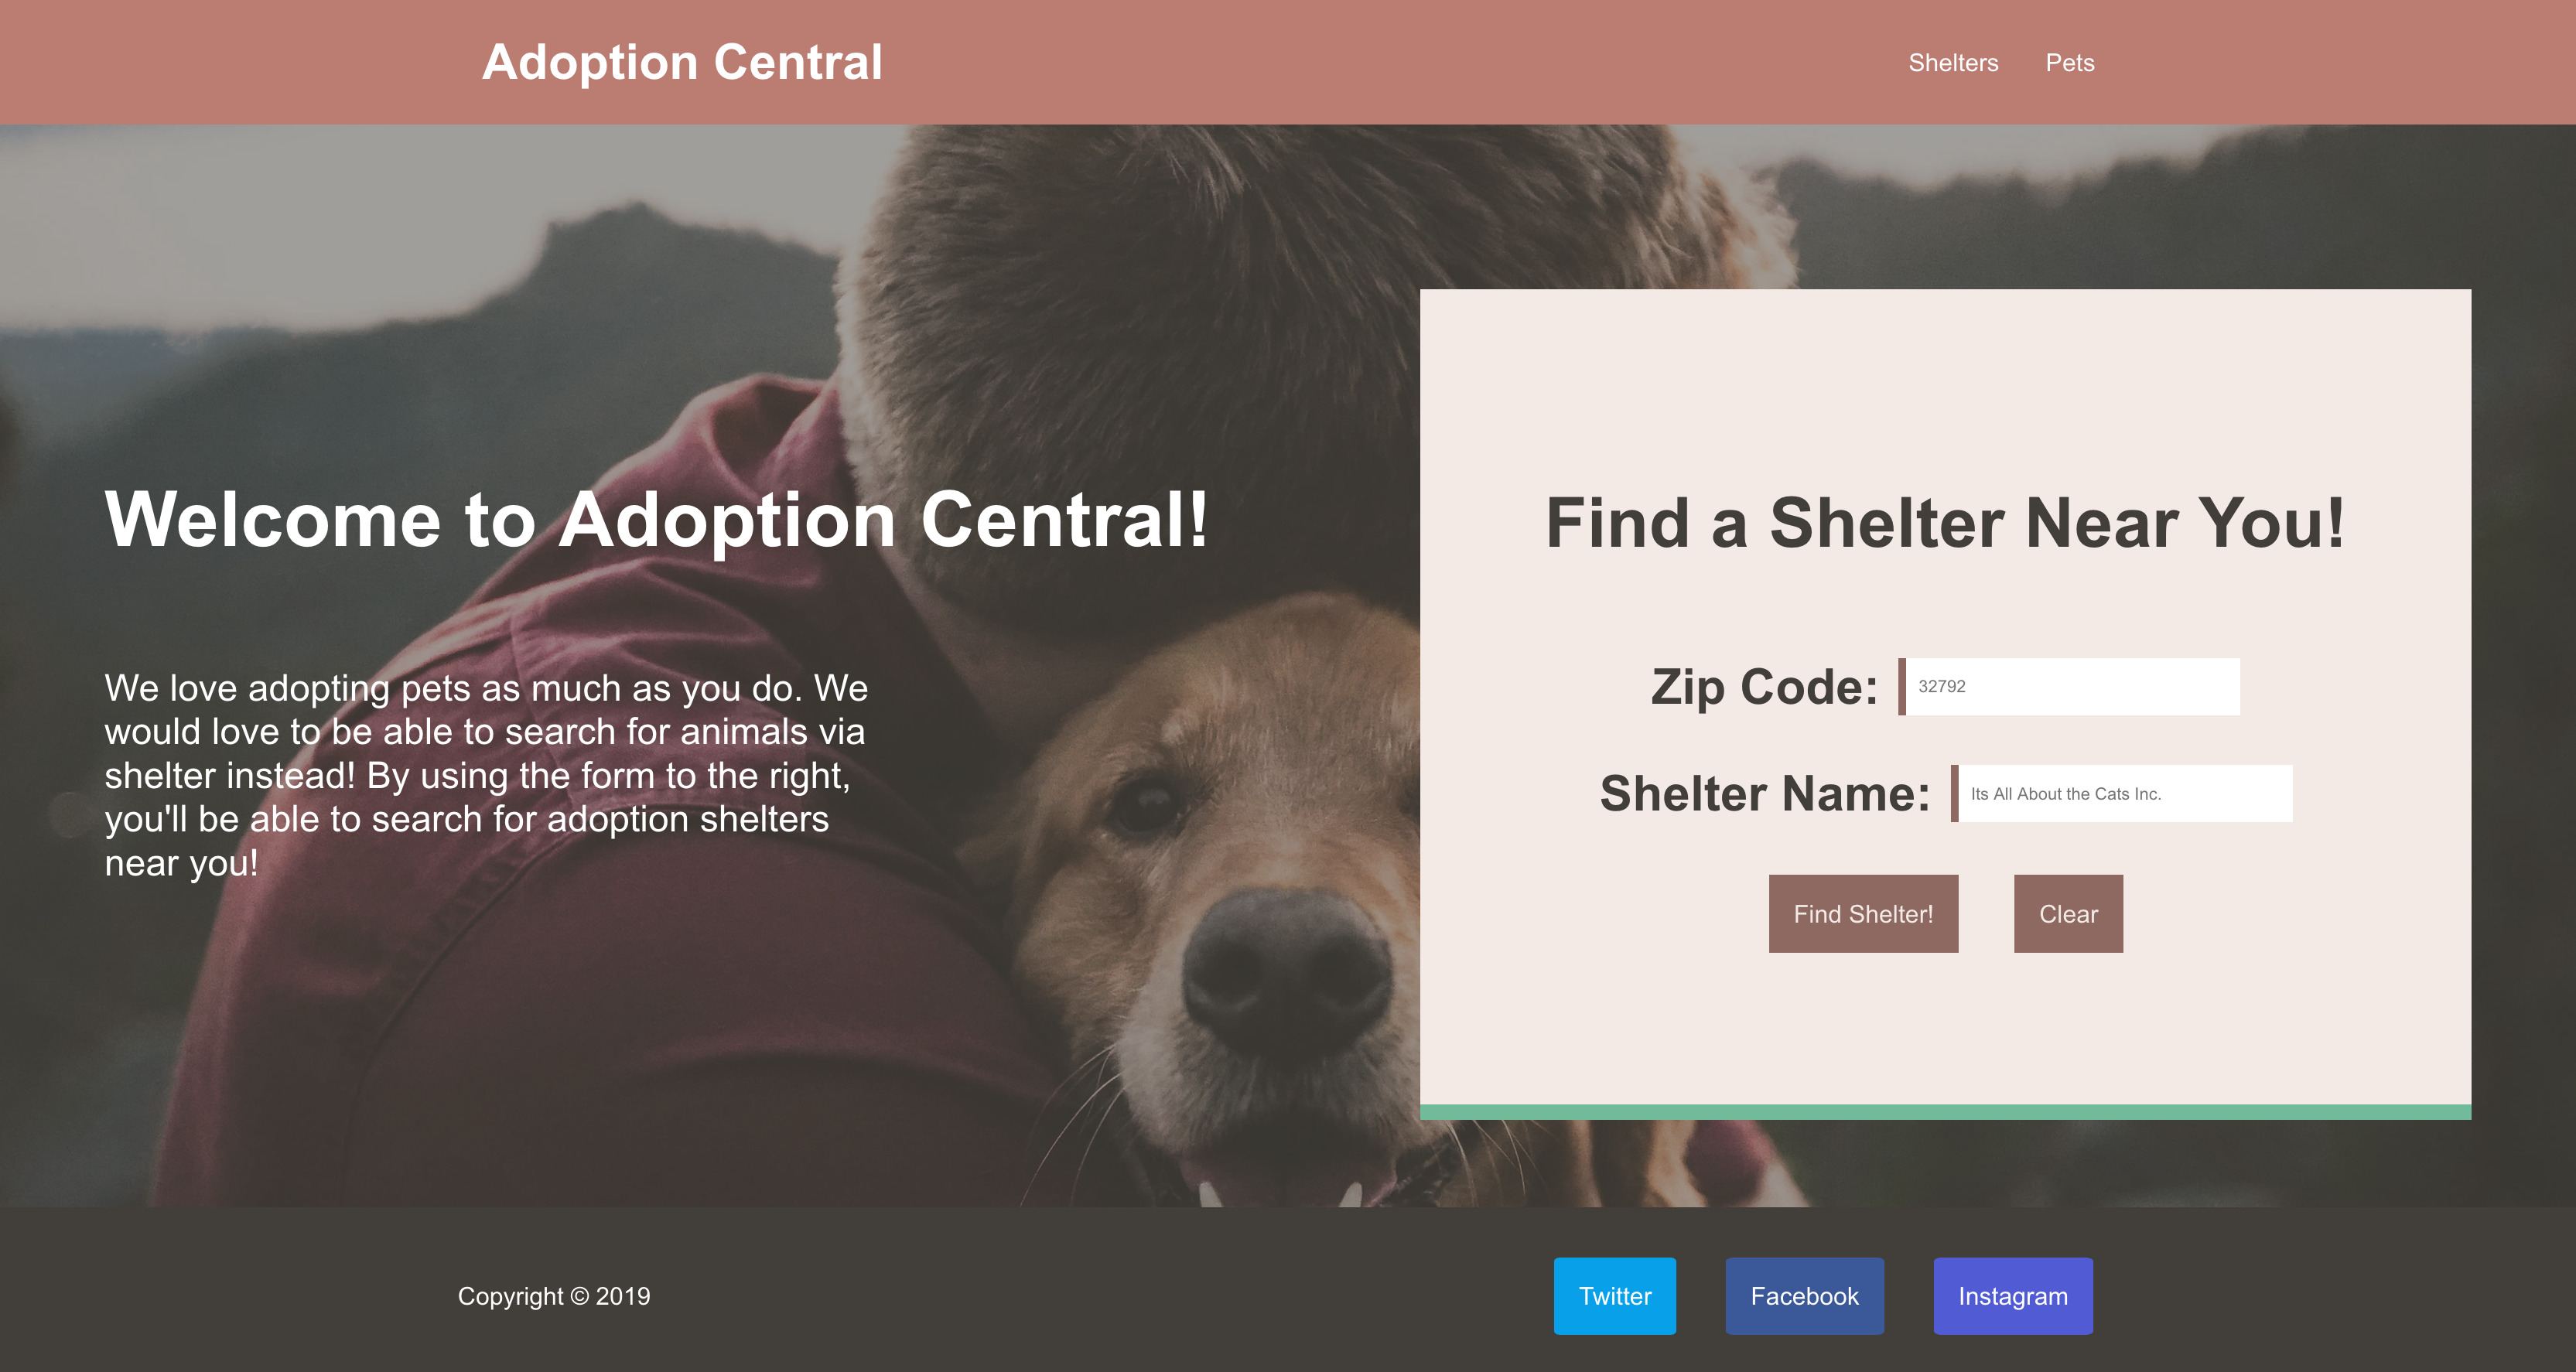 Adoption Central
Shelters Pets
Welcome to Adoption Central!
We love adopting pets as much as you do. We
would love to be able to search for animals via
shelter instead! By using the form to the right,
you'll be able to search for adoption shelters
near you!
Find a Shelter Near You!
Zip Code: 32792
Shelter Name: Its All About the Cats Inc.
Find Shelter! Clear
Copyright © 2019
Twitter Facebook Instagram